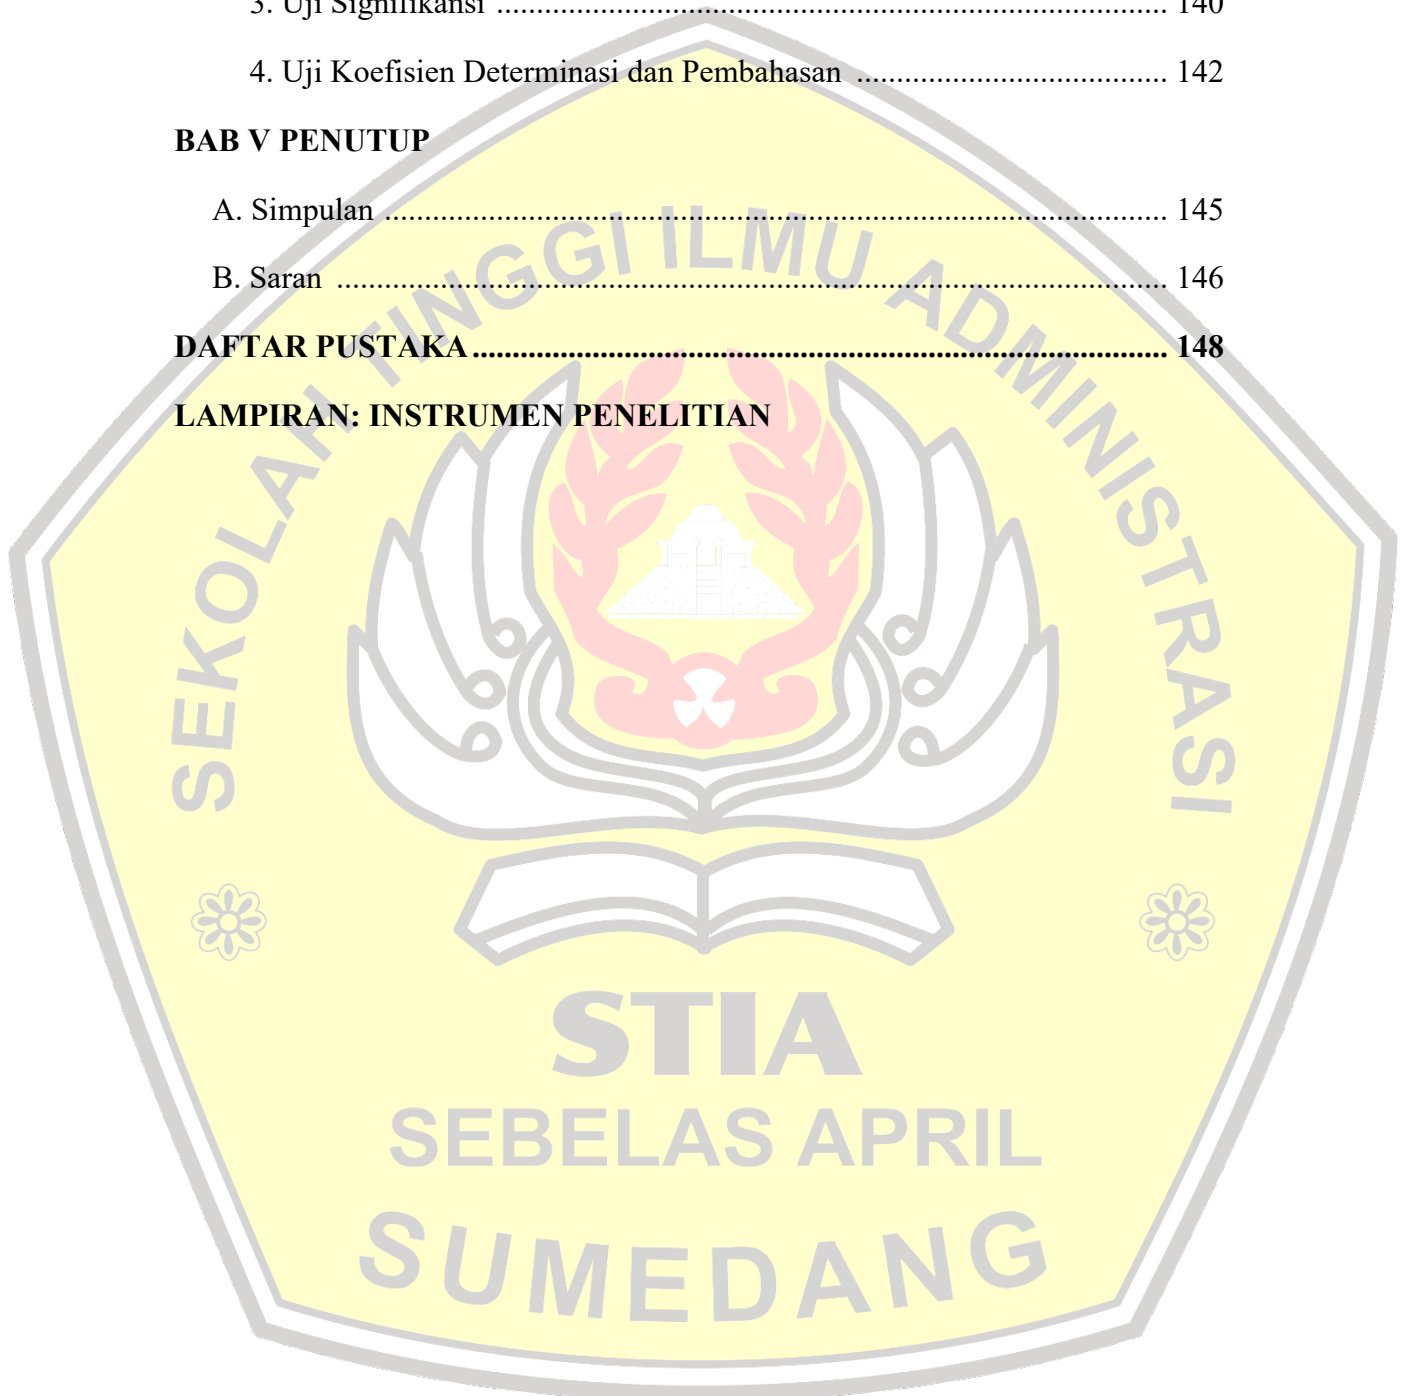 3. Uji Signifikansi .................................................................................... 140
4. Uji Koefisien Determinasi dan Pembahasan ....................................... 142
BAB V PENUTUP
A. Simpulan .................................................................................................. 145
B. Saran ........................................................................................................ 146
DAFTAR PUSTAKA ....................................................................................... 148
LAMPIRAN: INSTRUMEN PENELITIAN
SEKOLAH TINGGI ILMU ADMINISTRASI
STIA
SEBELAS APRIL
SUMEDANG